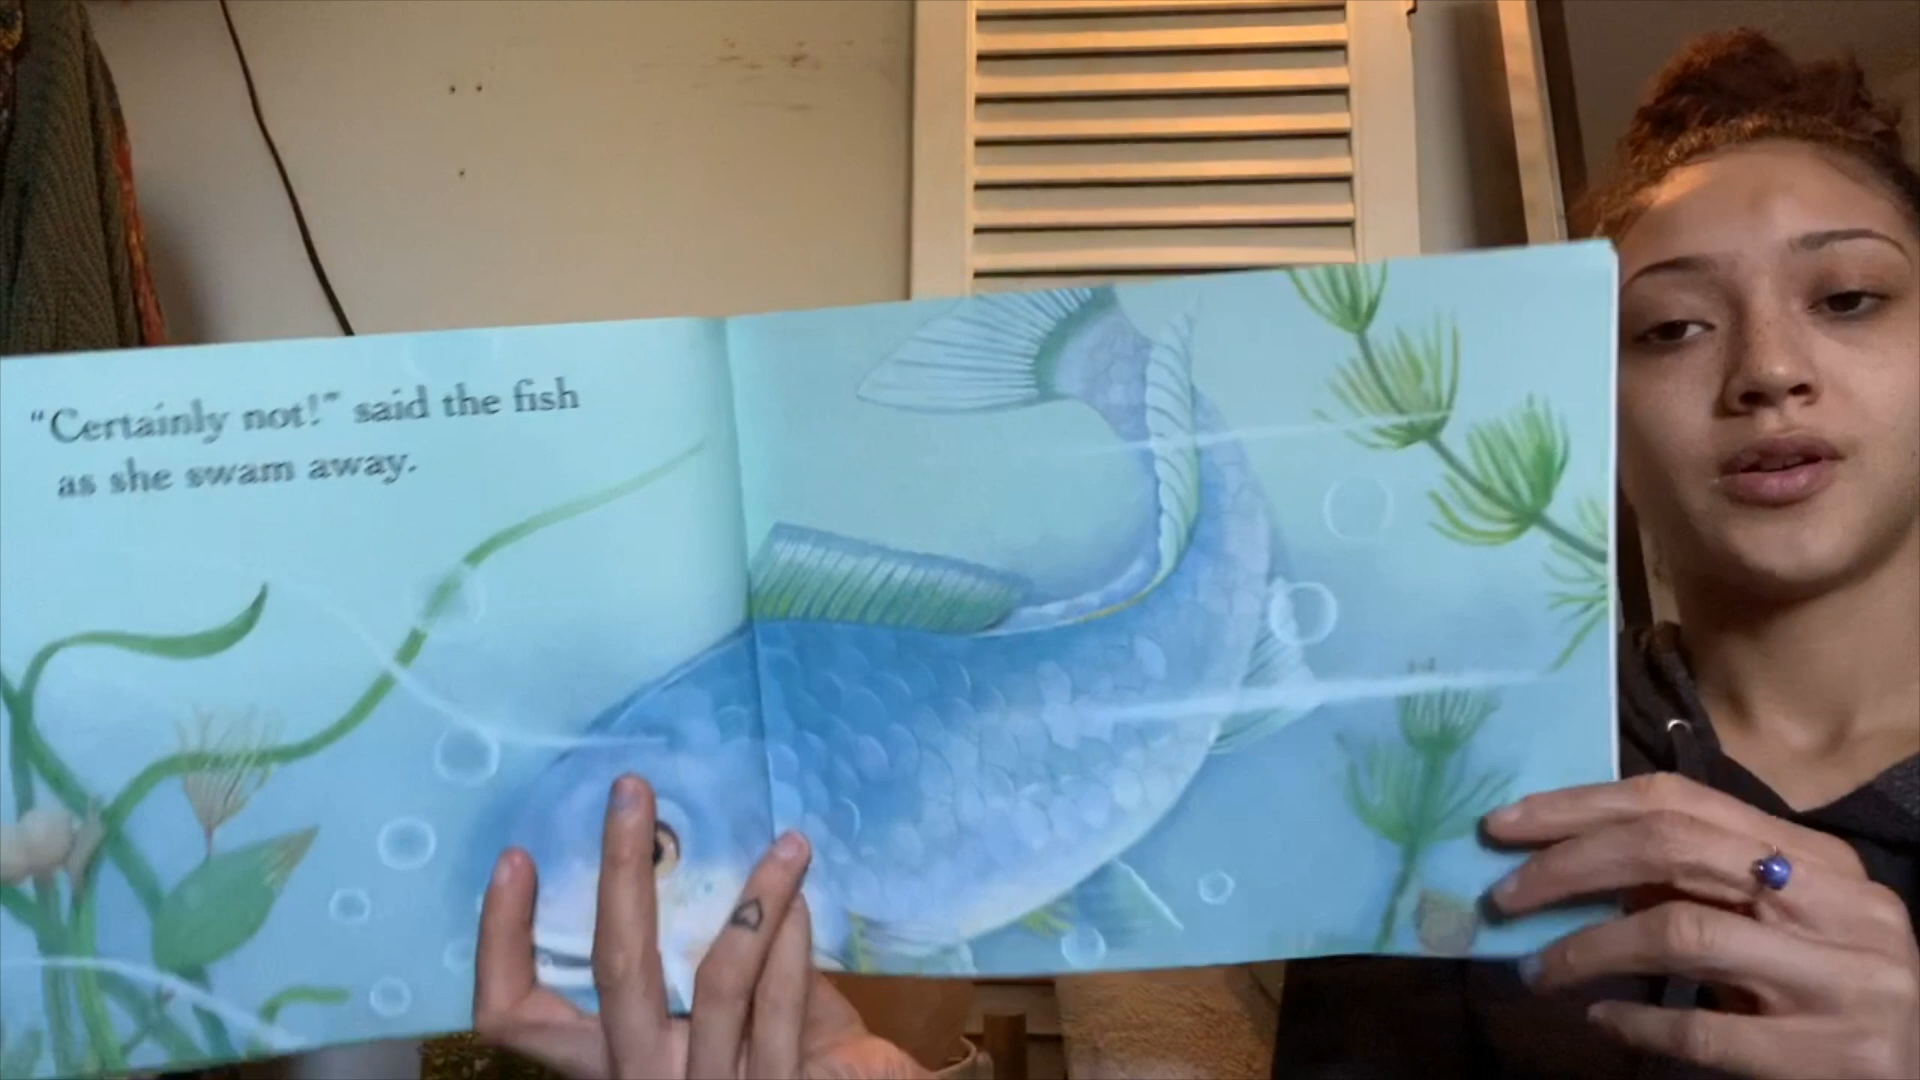 “Certainly not!” said the fish
as she swam away.